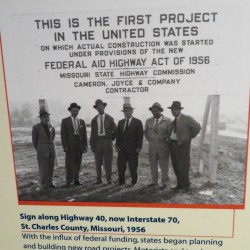 THIS IS THE FIRST PROJECT
IN THE UNITED STATES
ON WHICH ACTUAL CONSTRUCTION WAS STARTED
UNDER PROVISIONS OF THE NEW
FEDERAL AID HIGHWAY ACT OF 1956
MISSOURI STATE HIGHWAY COMMISSION
CAMERON, JOYCE & COMPANY
CONTRACTOR
Sign along Highway 40, now Interstate 70,
St. Charles County, Missouri, 1956
With the influx of federal funding, states began planning
and building new road projects. Motorists and